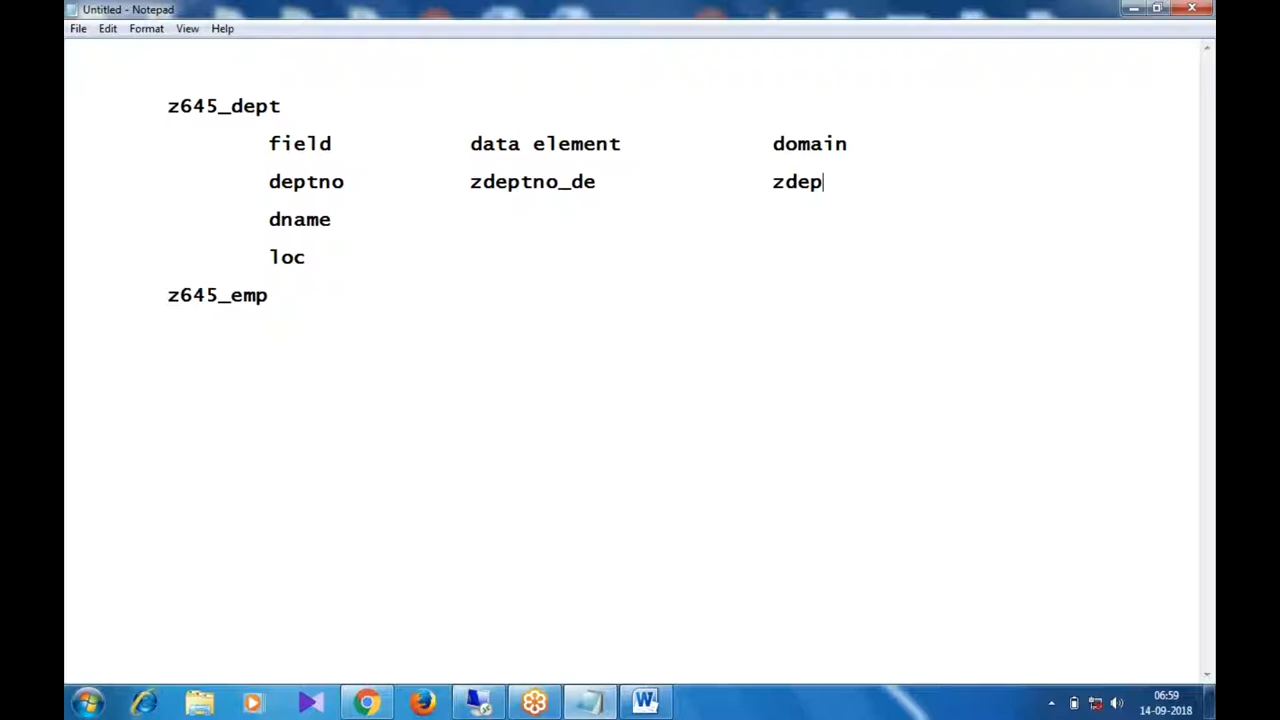 Untitled - Notepad
File Edit Format View Help
z645_dept
field data element domain
deptno zdeptno_de zdep
dname
loc
z645_emp
06:59
14-09-2018